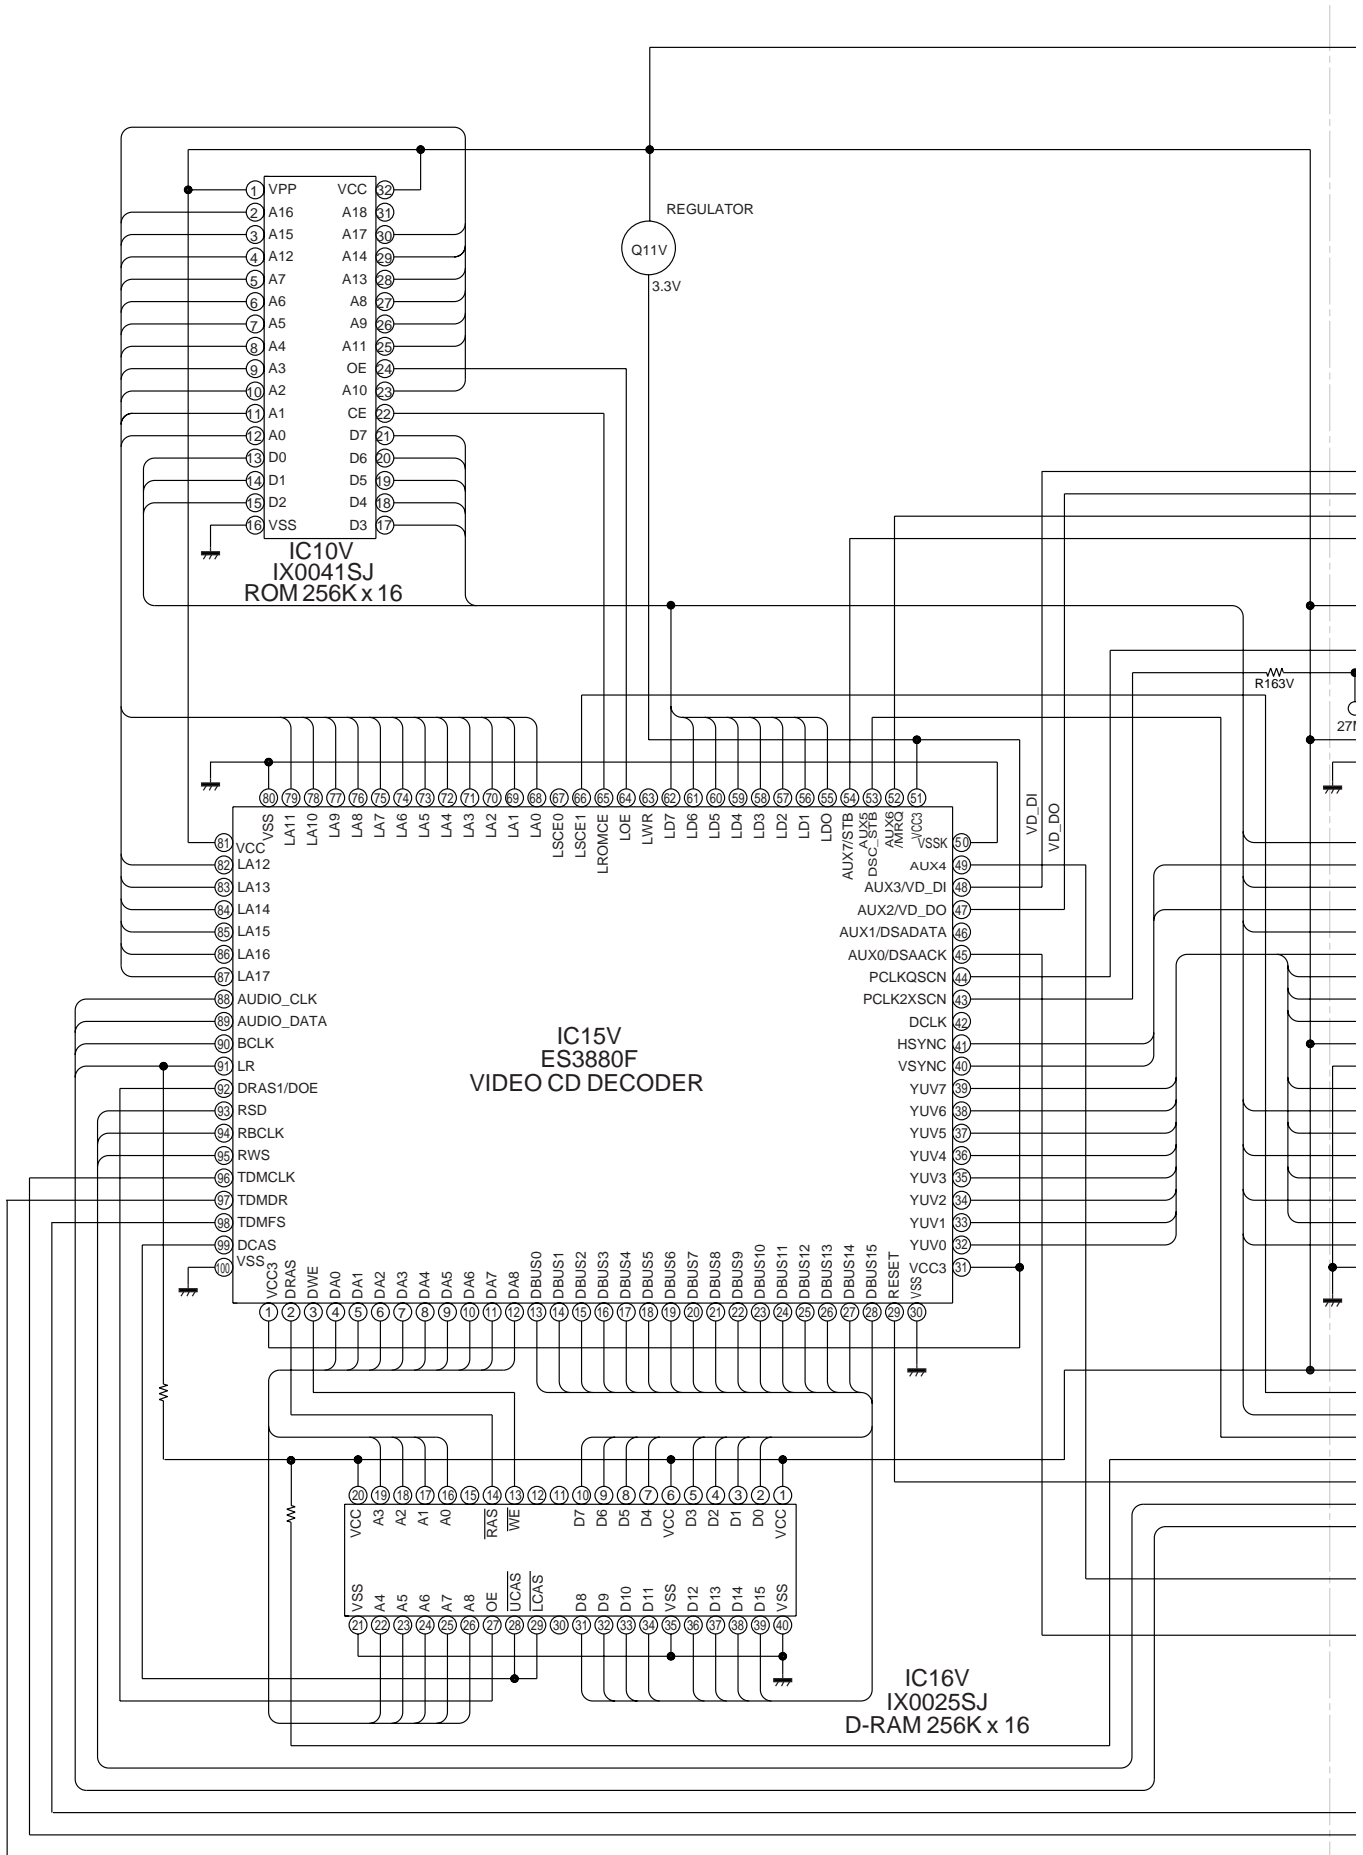 REGULATOR
Q11V
3.3V
1 VPP VCC 32
2 A16 A18 31
3 A15 A17 30
4 A12 A14 29
5 A7 A13 28
6 A6 A8 27
7 A5 A9 26
8 A4 A11 25
9 A3 OE 24
10 A2 A10 23
11 A1 CE 22
12 A0 D7 21
13 D0 D6 20
14 D1 D5 19
15 D2 D4 18
16 VSS D3 17
IC10V
IX0041SJ
ROM 256K x 16
R163V
27M
VD_DI
VD_DO
80 79 78 77 76 75 74 73 72 71 70 69 68 67 66 65 64 63 62 61 60 59 58 57 56 55 54 53 52 51
VSS
LA11
LA10
LA9
LA8
LA7
LA6
LA5
LA4
LA3
LA2
LA1
LA0
LSCE0
LSCE1
LROMCE
LOE
LWR
LD7
LD6
LD5
LD4
LD3
LD2
LD1
LDO
AUX7/STB
AUX5
DSC_STB
AUX6
/MRQ
VCC3
81 VCC
82 LA12
83 LA13
84 LA14
85 LA15
86 LA16
87 LA17
88 AUDIO_CLK
89 AUDIO_DATA
90 BCLK
91 LR
92 DRAS1/DOE
93 RSD
94 RBCLK
95 RWS
96 TDMCLK
97 TDMDR
98 TDMFS
99 DCAS
100 VSS
IC15V
ES3880F
VIDEO CD DECODER
VSSK 50
AUX4 49
AUX3/VD_DI 48
AUX2/VD_DO 47
AUX1/DSADATA 46
AUX0/DSAACK 45
PCLKQSCN 44
PCLK2XSCN 43
DCLK 42
HSYNC 41
VSYNC 40
YUV7 39
YUV6 38
YUV5 37
YUV4 36
YUV3 35
YUV2 34
YUV1 33
YUV0 32
VCC3 31
VCC3
DRAS
DWE
DA0
DA1
DA2
DA3
DA4
DA5
DA6
DA7
DA8
DBUS0
DBUS1
DBUS2
DBUS3
DBUS4
DBUS5
DBUS6
DBUS7
DBUS8
DBUS9
DBUS10
DBUS11
DBUS12
DBUS13
DBUS14
DBUS15
RESET
VSS
1 2 3 4 5 6 7 8 9 10 11 12 13 14 15 16 17 18 19 20 21 22 23 24 25 26 27 28 29 30
20 19 18 17 16 15 14 13 12 11 10 9 8 7 6 5 4 3 2 1
VCC
A3
A2
A1
A0
RAS
WE
D7
D6
D5
D4
VCC
D3
D2
D1
D0
VCC
VSS
A4
A5
A6
A7
A8
OE
UCAS
LCAS
D8
D9
D10
D11
VSS
D12
D13
D14
D15
VSS
21 22 23 24 25 26 27 28 29 30 31 32 33 34 35 36 37 38 39 40
IC16V
IX0025SJ
D-RAM 256K x 16